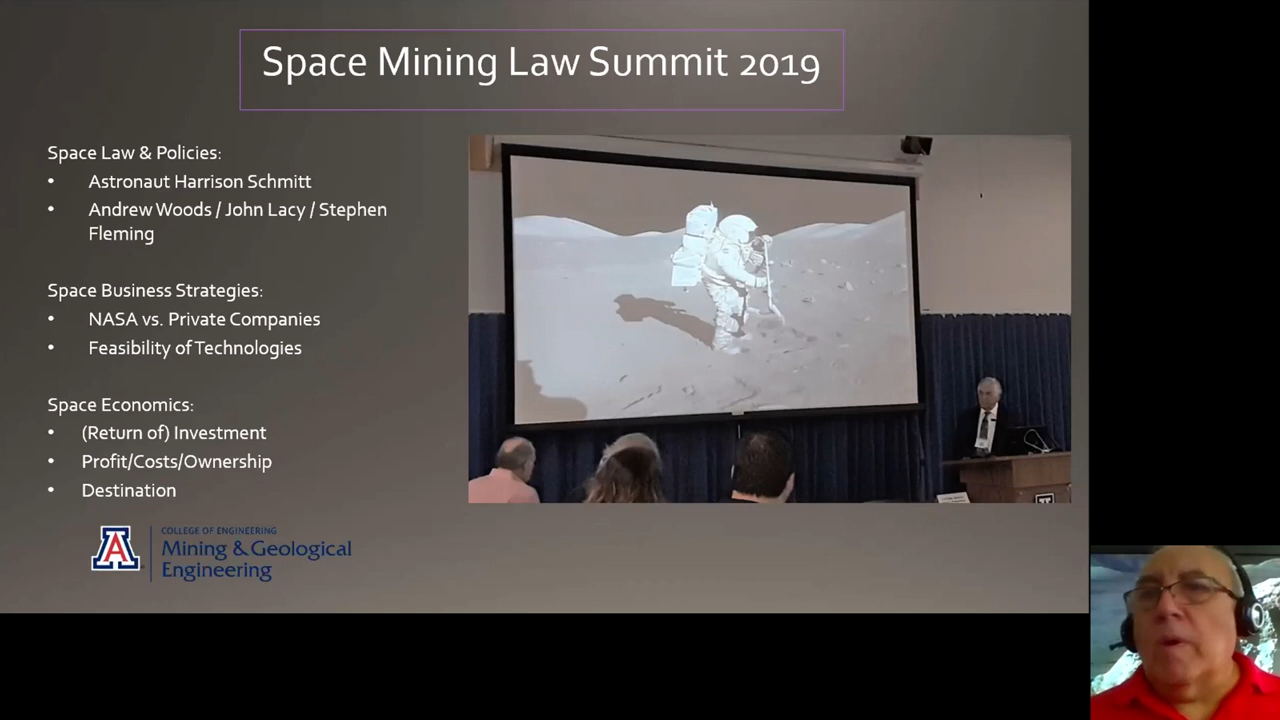 Space Mining Law Summit 2019
Space Law & Policies:
• Astronaut Harrison Schmitt
• Andrew Woods / John Lacy / Stephen
Fleming
Space Business Strategies:
• NASA vs. Private Companies
• Feasibility of Technologies
Space Economics:
• (Return of) Investment
• Profit/Costs/Ownership
• Destination
A
COLLEGE OF ENGINEERING
Mining & Geological
Engineering